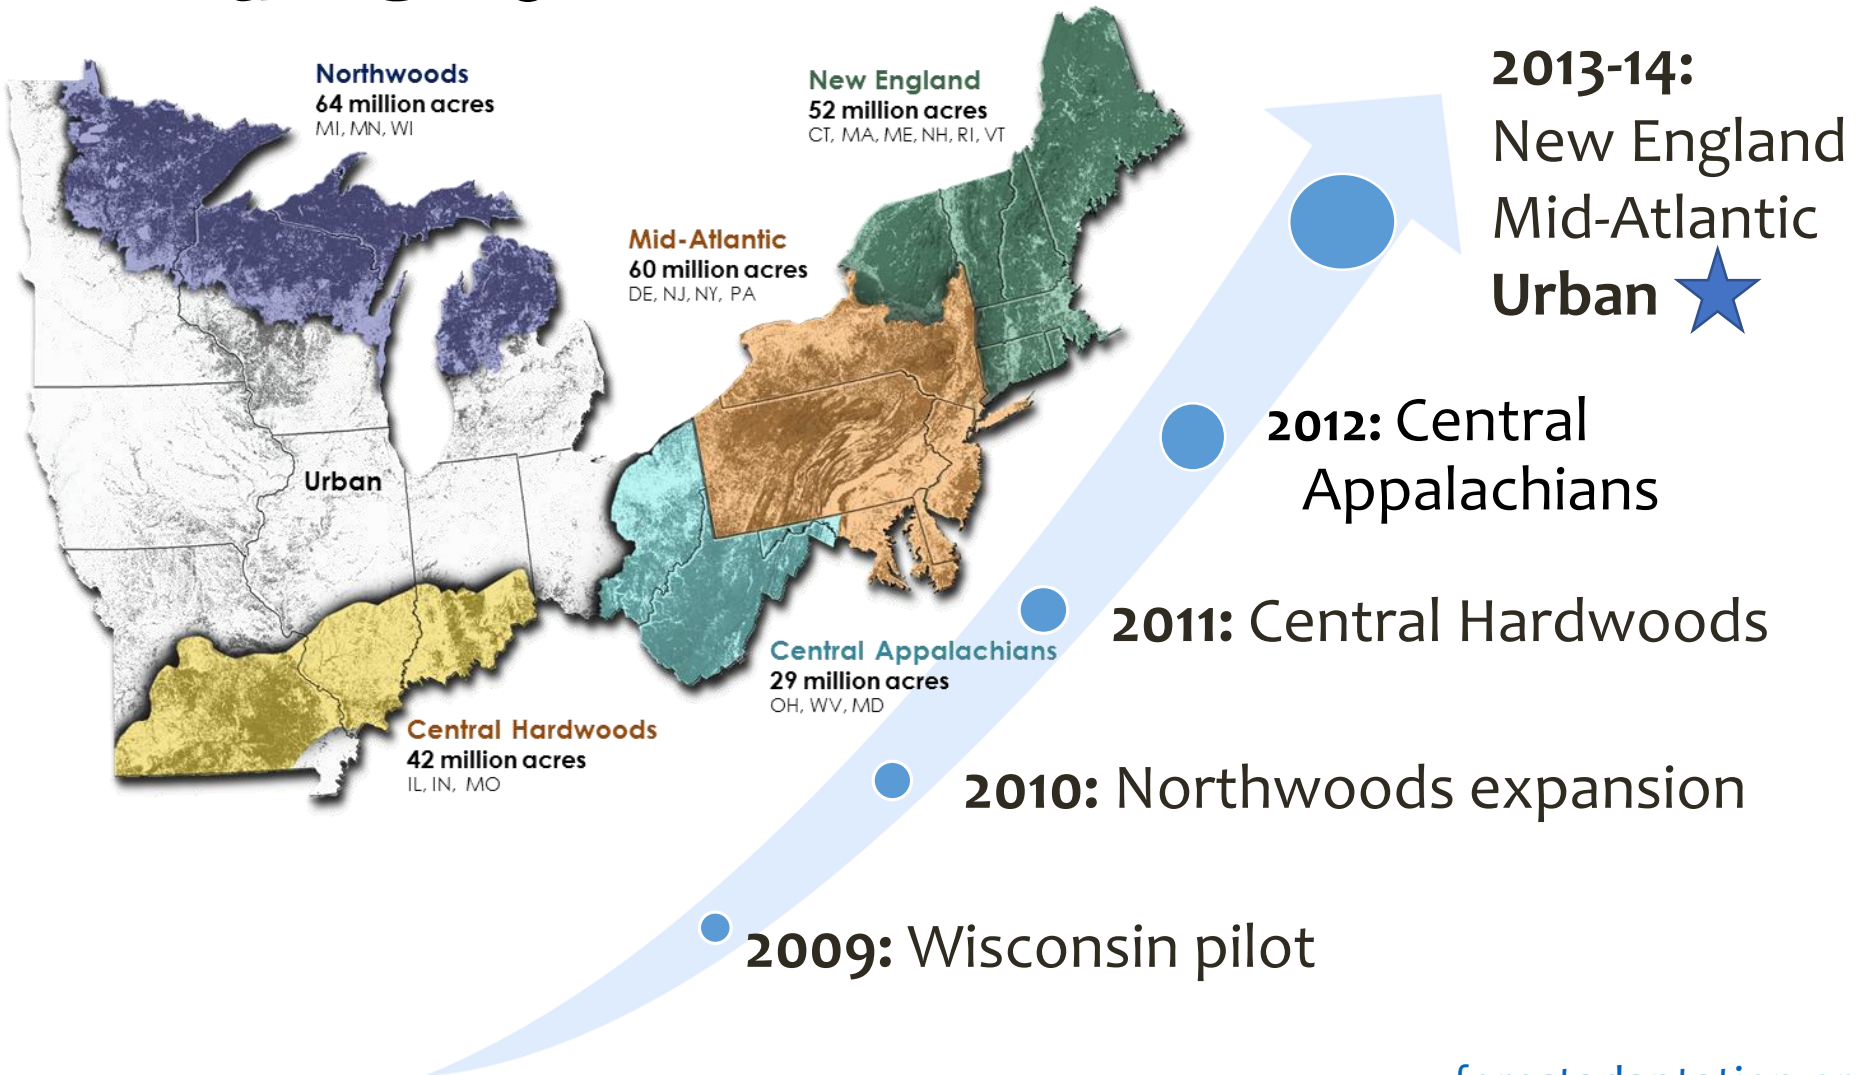 Northwoods
64 million acres
MI, MN, WI
New England
52 million acres
CT, MA, ME, NH, RI, VT
Mid-Atlantic
60 million acres
DE, NJ, NY, PA
Urban
Central Appalachians
29 million acres
OH, WV, MD
Central Hardwoods
42 million acres
IL, IN, MO
2013-14:
New England
Mid-Atlantic
Urban
2012: Central
Appalachians
2011: Central Hardwoods
2010: Northwoods expansion
2009: Wisconsin pilot